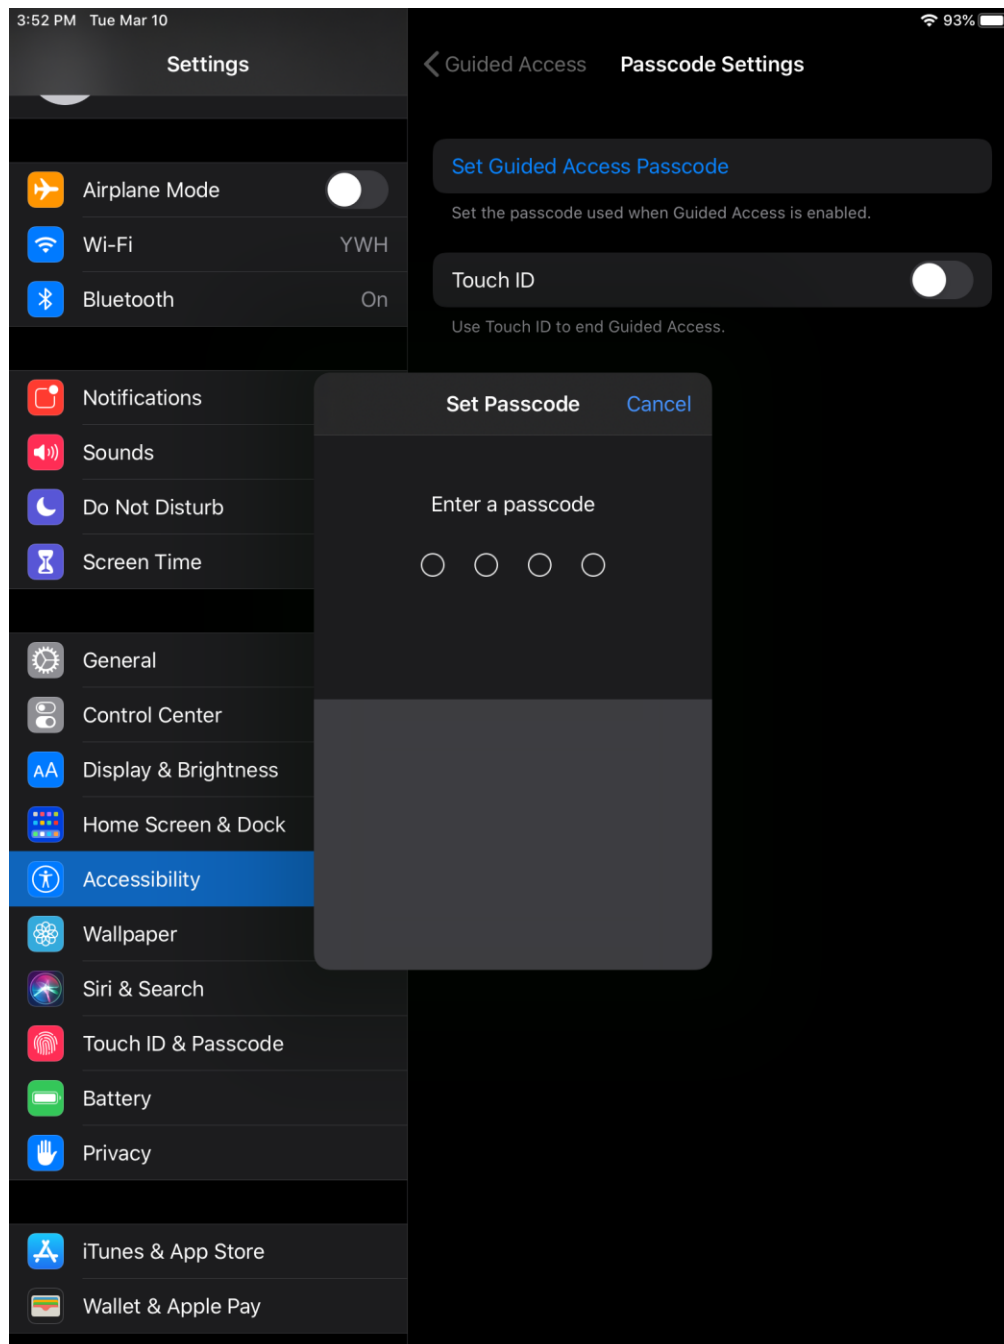 3:52 PM Tue Mar 10
93%
Settings
Airplane Mode
Wi-Fi YWH
Bluetooth On
Notifications
Sounds
Do Not Disturb
Screen Time
General
Control Center
AA Display & Brightness
Home Screen & Dock
Accessibility
Wallpaper
Siri & Search
Touch ID & Passcode
Battery
Privacy
iTunes & App Store
Wallet & Apple Pay
Guided Access Passcode Settings
Set Guided Access Passcode
Set the passcode used when Guided Access is enabled.
Touch ID
Use Touch ID to end Guided Access.
Set Passcode Cancel
Enter a passcode